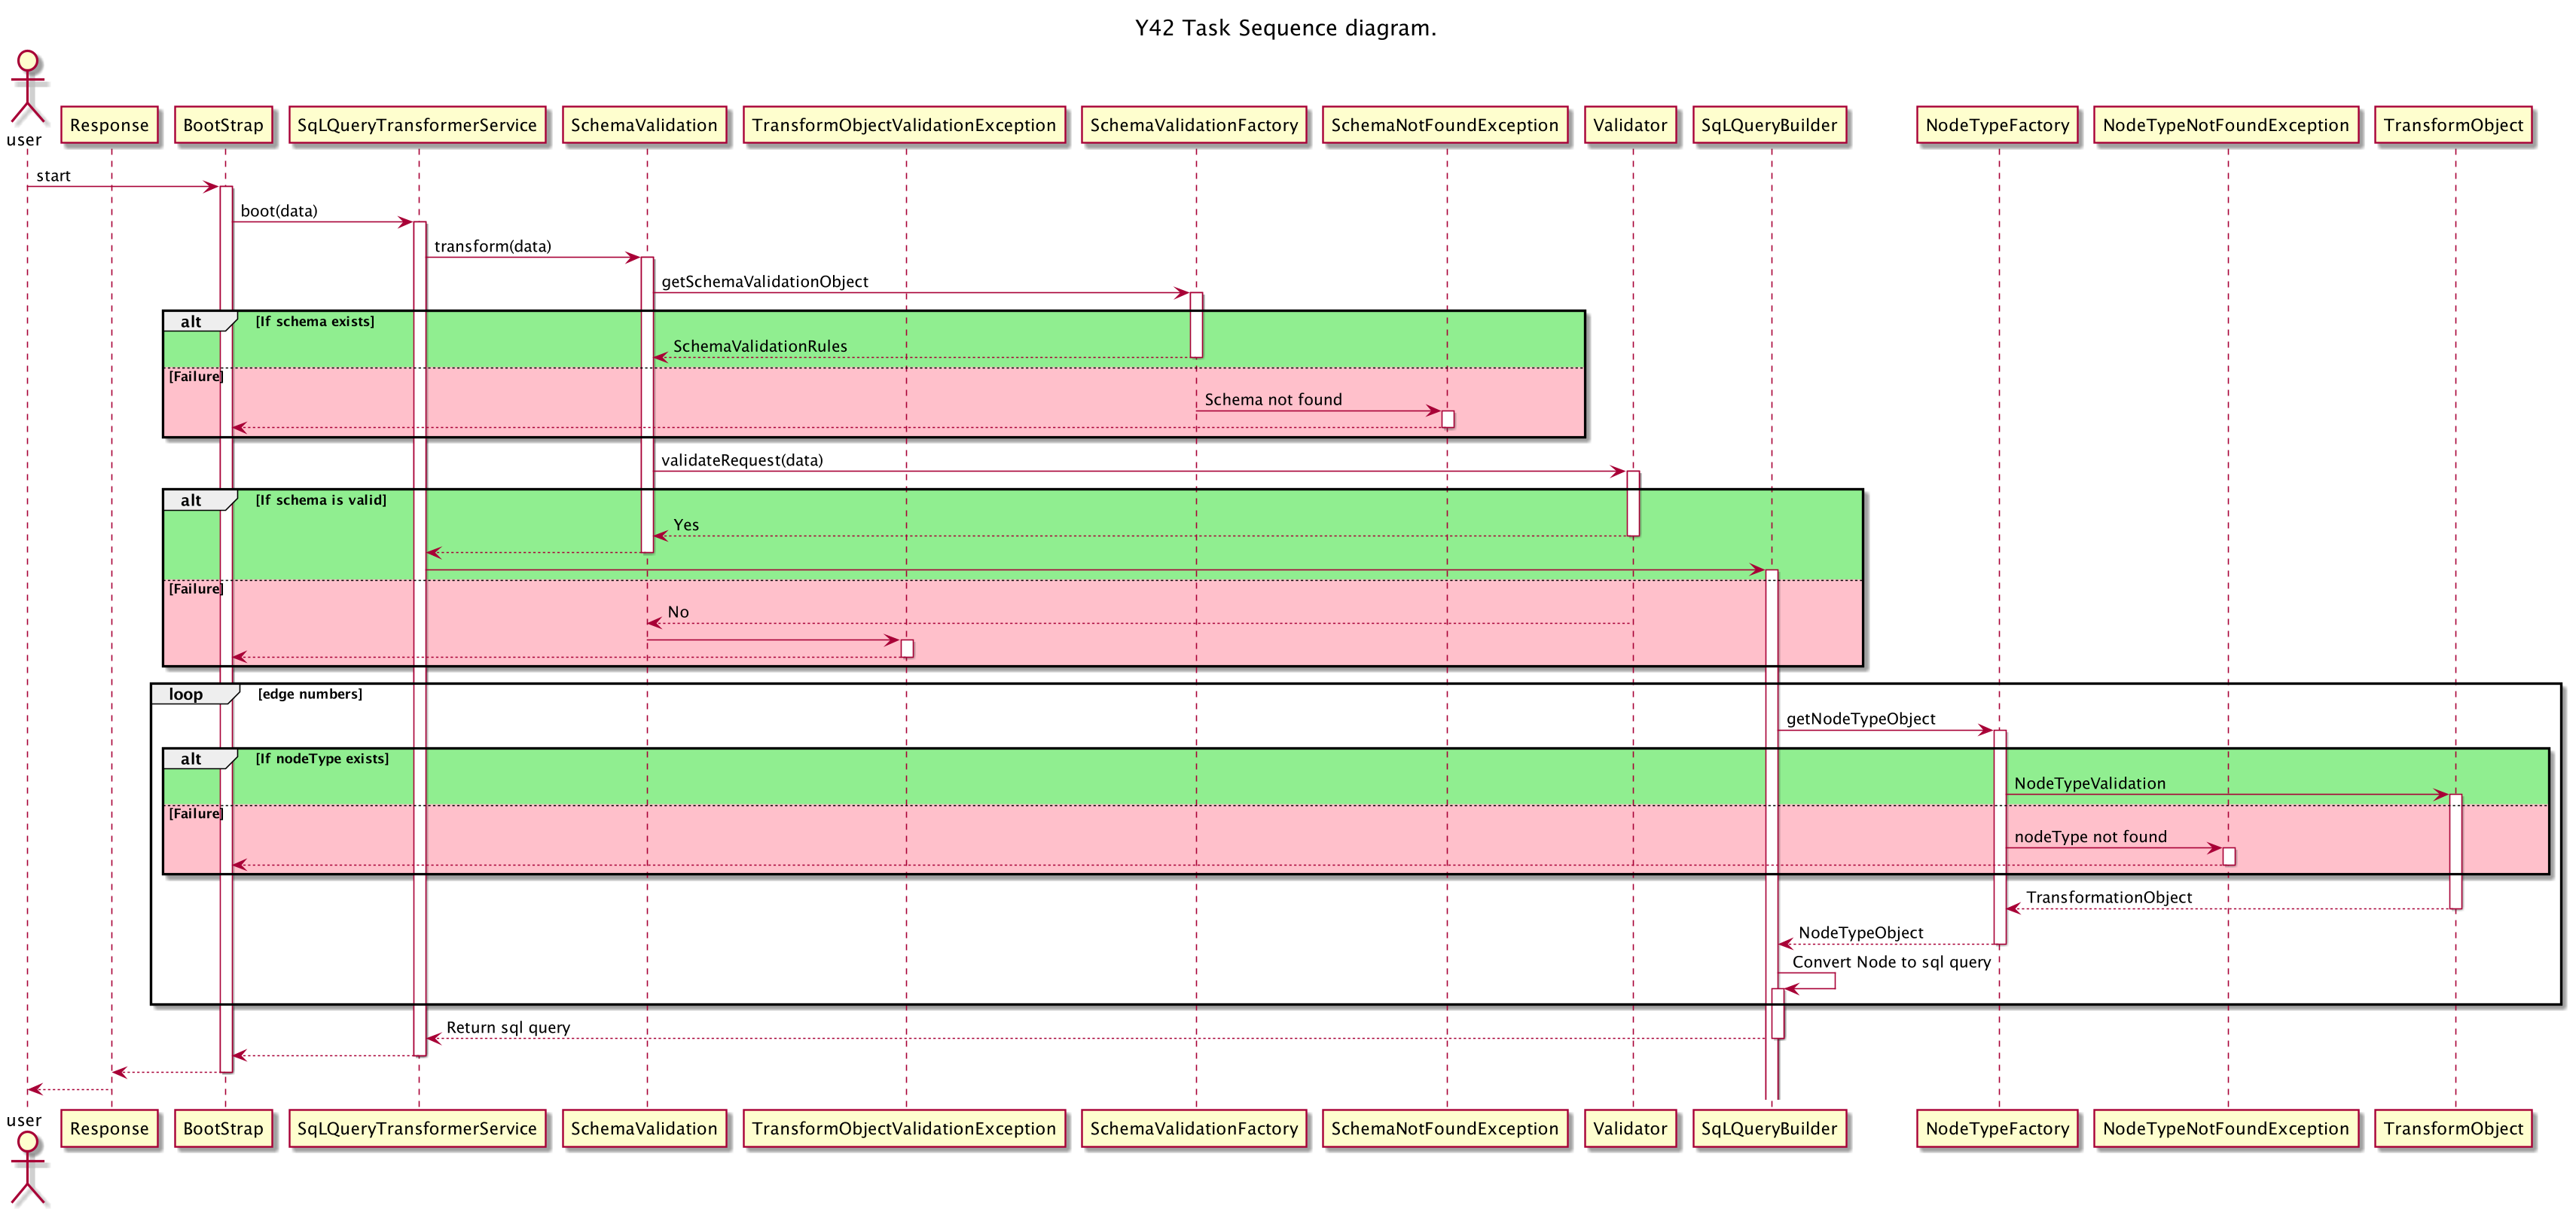 Y42 Task Sequence diagram.
user
Response
BootStrap
SqLQueryTransformerService
SchemaValidation
TransformObjectValidationException
SchemaValidationFactory
SchemaNotFoundException
Validator
SqLQueryBuilder
NodeTypeFactory
NodeTypeNotFoundException
TransformObject
start
boot(data)
transform(data)
getSchemaValidationObject
alt [If schema exists]
SchemaValidationRules
[Failure]
Schema not found
validateRequest(data)
alt [If schema is valid]
Yes
[Failure]
No
loop [edge numbers]
getNodeTypeObject
alt [If nodeType exists]
NodeTypeValidation
[Failure]
nodeType not found
TransformationObject
NodeTypeObject
Convert Node to sql query
Return sql query
user
Response
BootStrap
SqLQueryTransformerService
SchemaValidation
TransformObjectValidationException
SchemaValidationFactory
SchemaNotFoundException
Validator
SqLQueryBuilder
NodeTypeFactory
NodeTypeNotFoundException
TransformObject